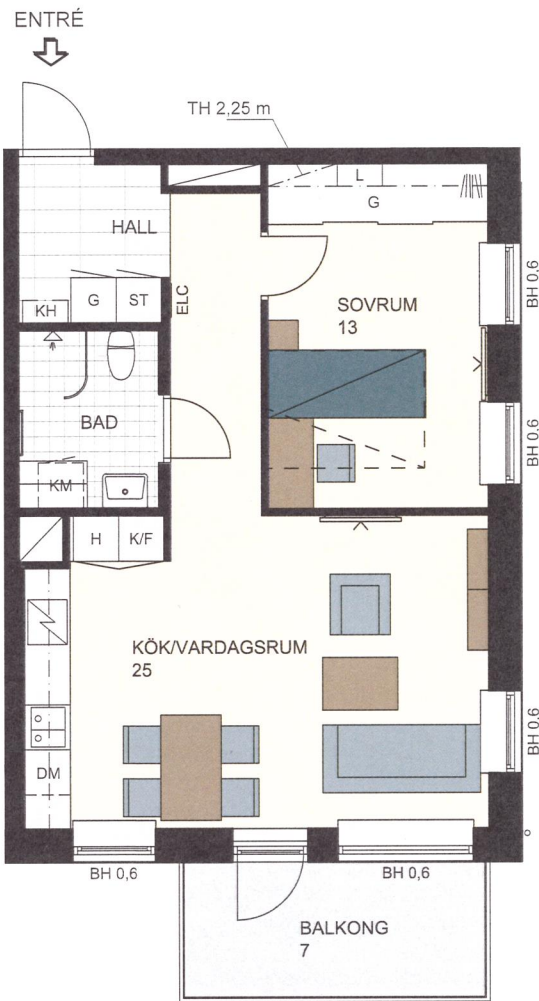 ENTRÉ
TH 2,25 m
L
G
HALL
KH
G
ST
ELC
SOVRUM
13
BH 0,6
BAD
KM
BH 0,6
H
K/F
KÖK/VARDAGSRUM
25
BH 0,6
DM
BH 0,6
BH 0,6
BALKONG
7